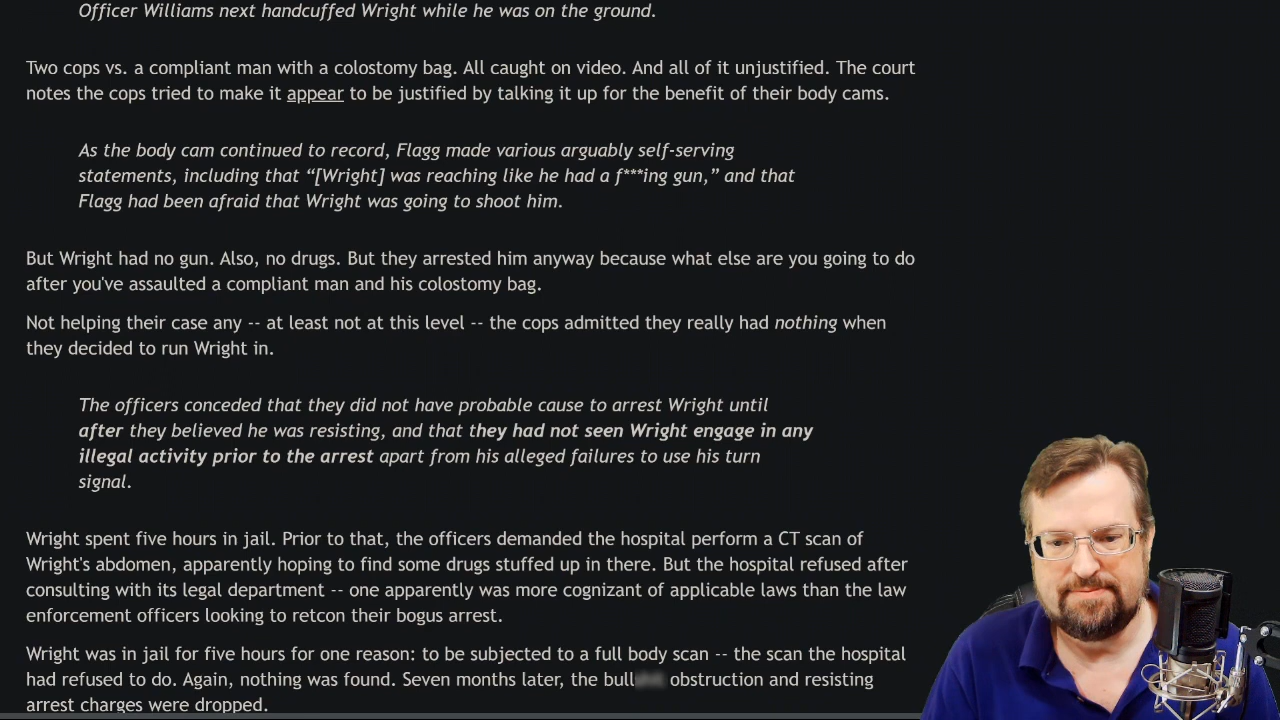 Officer Williams next handcuffed Wright while he was on the ground.
Two cops vs. a compliant man with a colostomy bag. All caught on video. And all of it unjustified. The court
notes the cops tried to make it appear to be justified by talking it up for the benefit of their body cams.
As the body cam continued to record, Flagg made various arguably self-serving
statements, including that “[Wright] was reaching like he had a f***ing gun,” and that
Flagg had been afraid that Wright was going to shoot him.
But Wright had no gun. Also, no drugs. But they arrested him anyway because what else are you going to do
after you've assaulted a compliant man and his colostomy bag.
Not helping their case any -- at least not at this level -- the cops admitted they really had nothing when
they decided to run Wright in.
The officers conceded that they did not have probable cause to arrest Wright until
after they believed he was resisting, and that they had not seen Wright engage in any
illegal activity prior to the arrest apart from his alleged failures to use his turn
signal.
Wright spent five hours in jail. Prior to that, the officers demanded the hospital perform a CT scan of
Wright's abdomen, apparently hoping to find some drugs stuffed up in there. But the hospital refused after
consulting with its legal department -- one apparently was more cognizant of applicable laws than the law
enforcement officers looking to retcon their bogus arrest.
Wright was in jail for five hours for one reason: to be subjected to a full body scan -- the scan the hospital
had refused to do. Again, nothing was found. Seven months later, the bull obstruction and resisting
arrest charges were dropped.